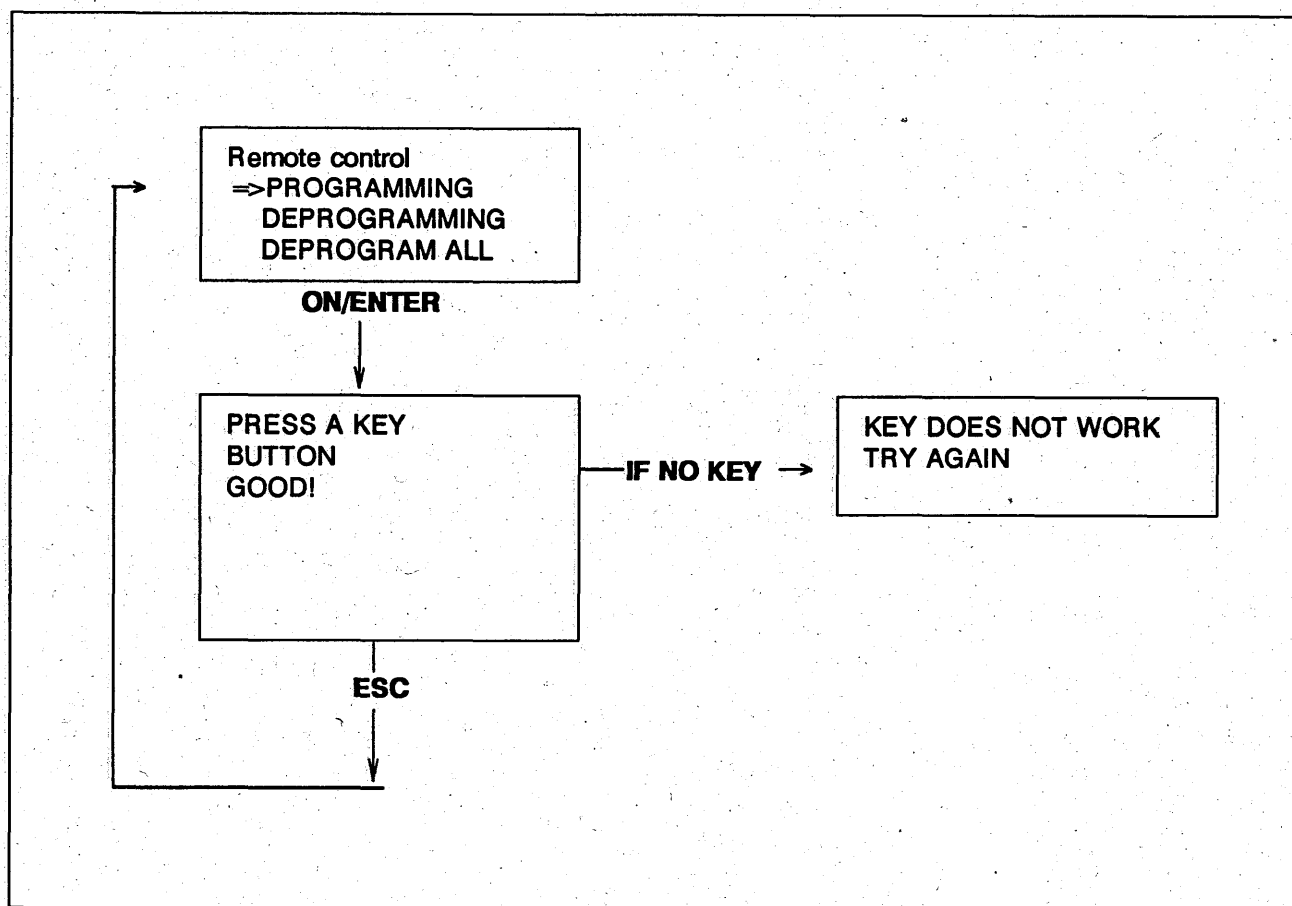 Remote control
=>PROGRAMMING
DEPROGRAMMING
DEPROGRAM ALL
ON/ENTER
PRESS A KEY
BUTTON
GOOD!
IF NO KEY
KEY DOES NOT WORK
TRY AGAIN
ESC